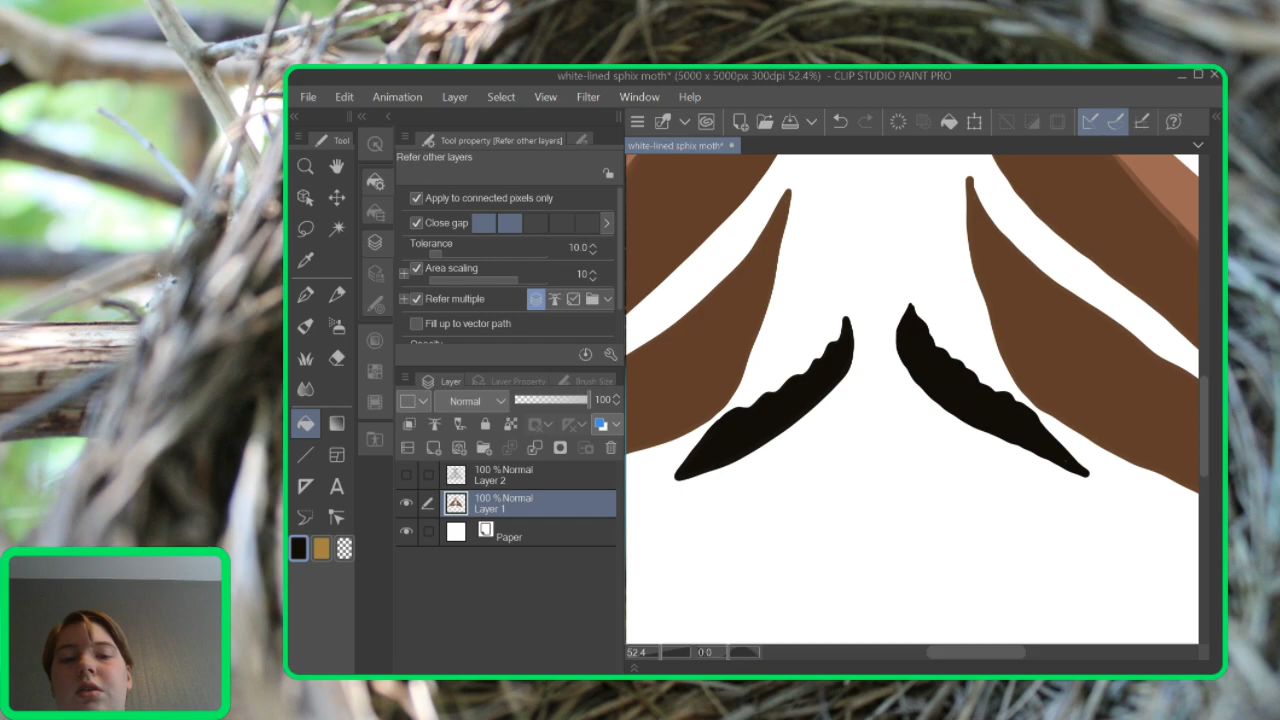 white-lined sphix moth* (5000 x 5000px 300dpi 52.4%) - CLIP STUDIO PAINT PRO
File Edit Animation Layer Select View Filter Window Help
Tool
Tool property [Refer other layers]
white-lined sphix moth*
Refer other layers
Apply to connected pixels only
Close gap
Tolerance 10.0
Area scaling 10
Refer multiple
Fill up to vector path
Opacity
Layer Layer Property Brush Size
Normal 100
100 % Normal
Layer 2
100 % Normal
Layer 1
Paper
A
52.4 0.0